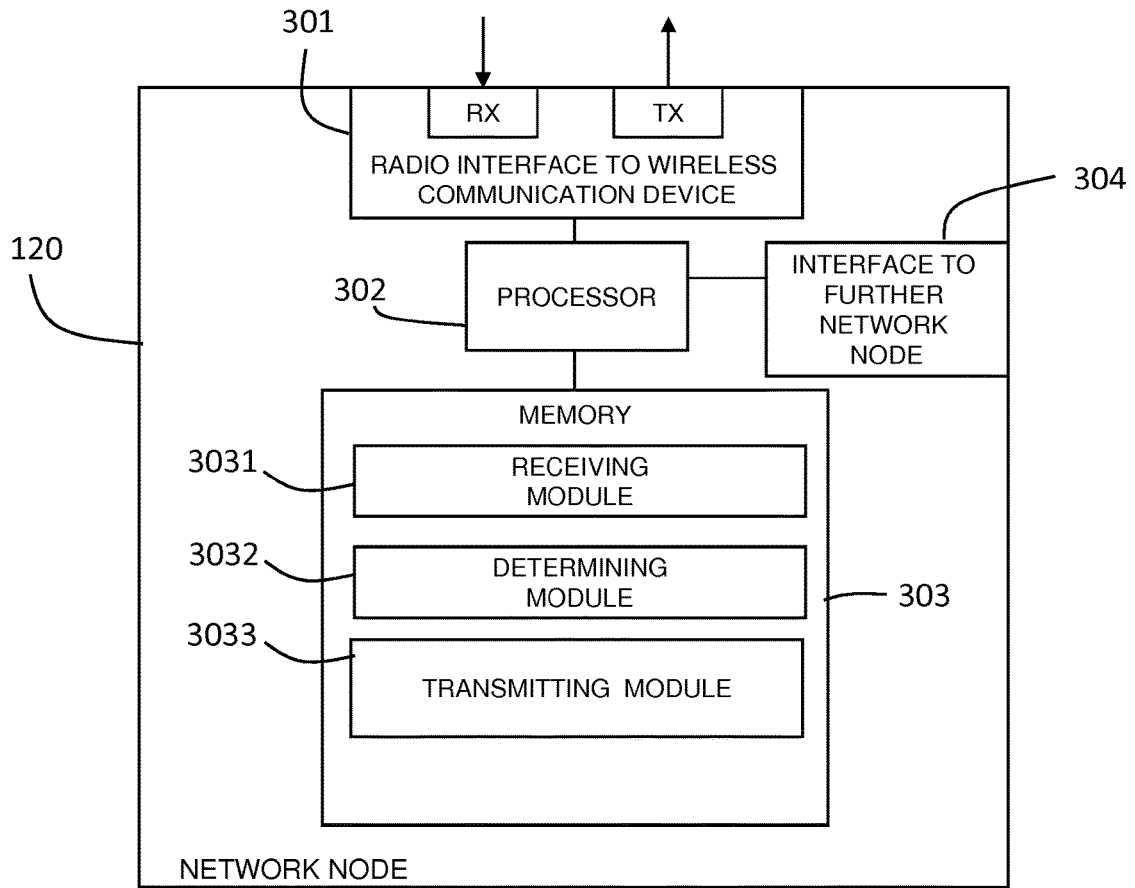 301
RX
TX
RADIO INTERFACE TO WIRELESS
COMMUNICATION DEVICE
304
120
302
PROCESSOR
INTERFACE TO
FURTHER
NETWORK
NODE
MEMORY
3031
RECEIVING
MODULE
3032
DETERMINING
MODULE
303
3033
TRANSMITTING MODULE
NETWORK NODE